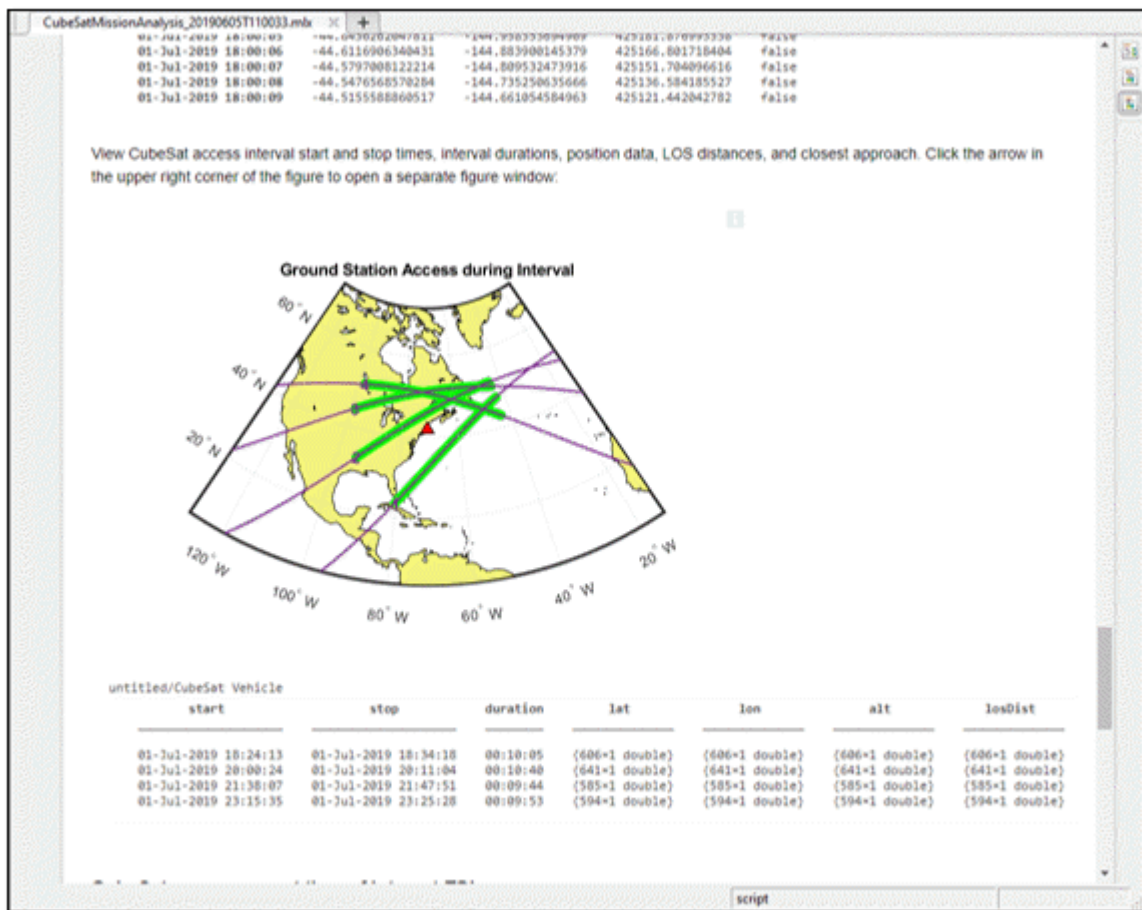 CubeSatMissionAnalysis_20190605T110033.mlx
01-Jul-2019 18:00:05 425181.876993338 false
01-Jul-2019 18:00:06 -44.6116906340431 -144.883900145379 425166.801718404 false
01-Jul-2019 18:00:07 -44.5797008122214 -144.809532473916 425151.704096616 false
01-Jul-2019 18:00:08 -44.5476568570284 -144.735250635666 425136.584185527 false
01-Jul-2019 18:00:09 -44.5155588860517 -144.661054584963 425121.442042782 false
View CubeSat access interval start and stop times, interval durations, position data, LOS distances, and closest approach. Click the arrow in
the upper right corner of the figure to open a separate figure window:
Ground Station Access during Interval
60° N
40° N
20° N
120° W
100° W
80° W
60° W
40° W
20° W
untitled/CubeSat Vehicle
start stop duration lat lon alt losDist
01-Jul-2019 18:24:13 01-Jul-2019 18:34:18 00:10:05 {606×1 double} {606×1 double} {606×1 double} {606×1 double}
01-Jul-2019 20:00:24 01-Jul-2019 20:11:04 00:10:40 {641×1 double} {641×1 double} {641×1 double} {641×1 double}
01-Jul-2019 21:38:07 01-Jul-2019 21:47:51 00:09:44 {585×1 double} {585×1 double} {585×1 double} {585×1 double}
01-Jul-2019 23:15:35 01-Jul-2019 23:25:28 00:09:53 {594×1 double} {594×1 double} {594×1 double} {594×1 double}
script